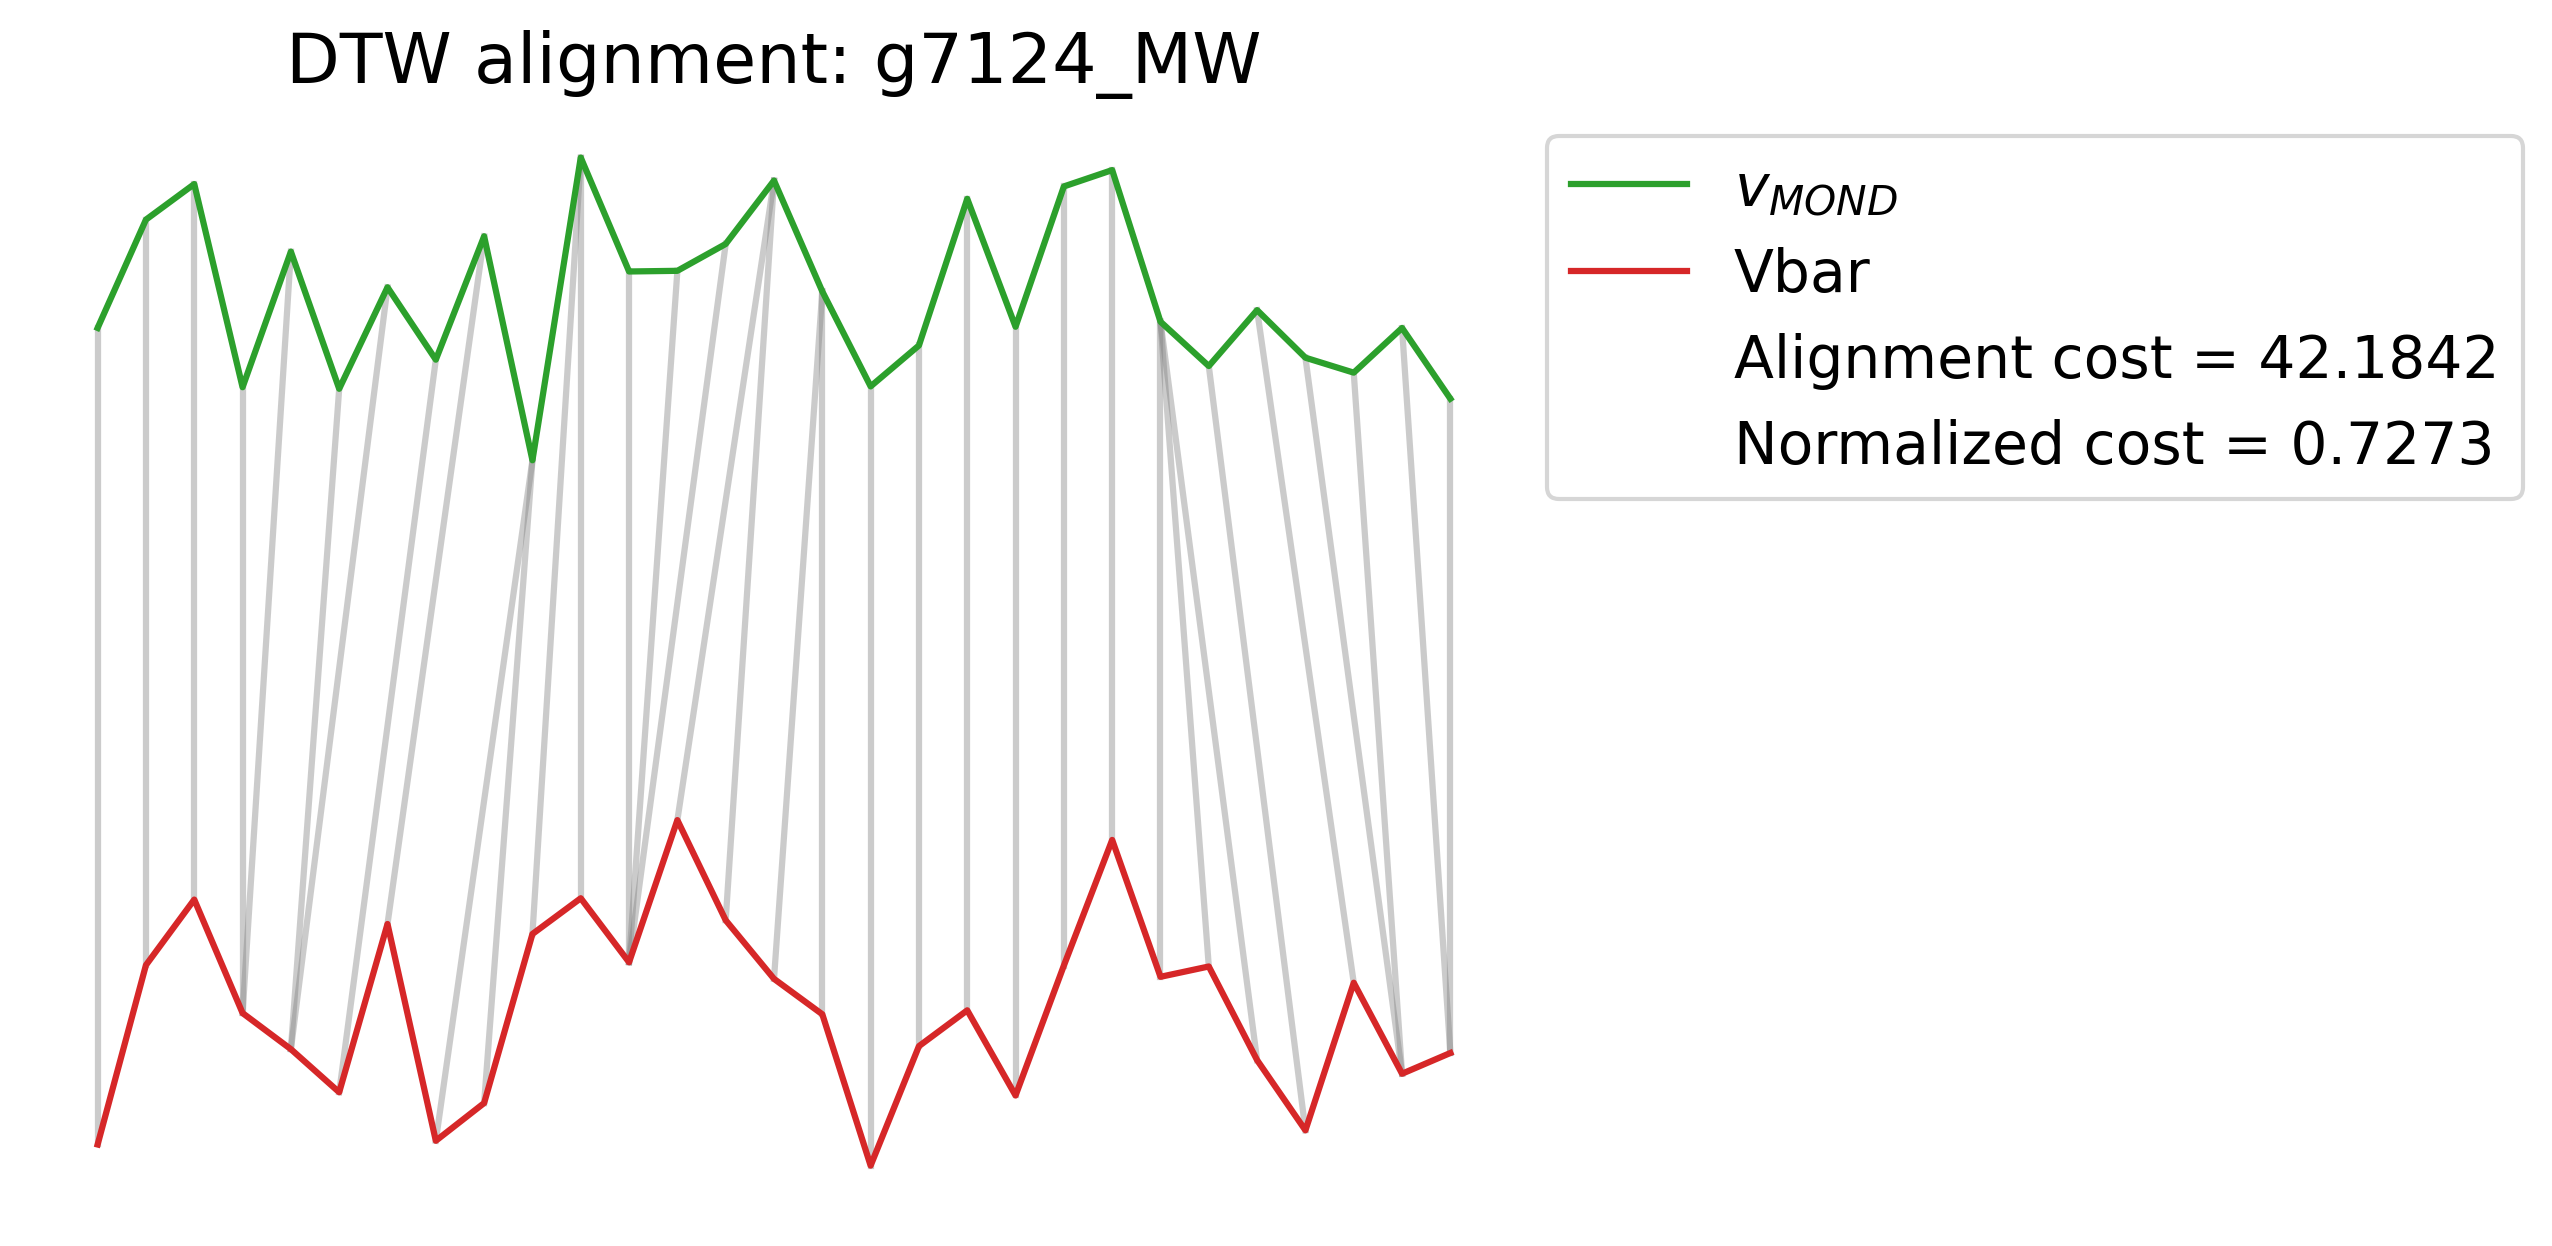 DTW alignment: g7124_MW
v_MOND
Vbar
Alignment cost = 42.1842
Normalized cost = 0.7273